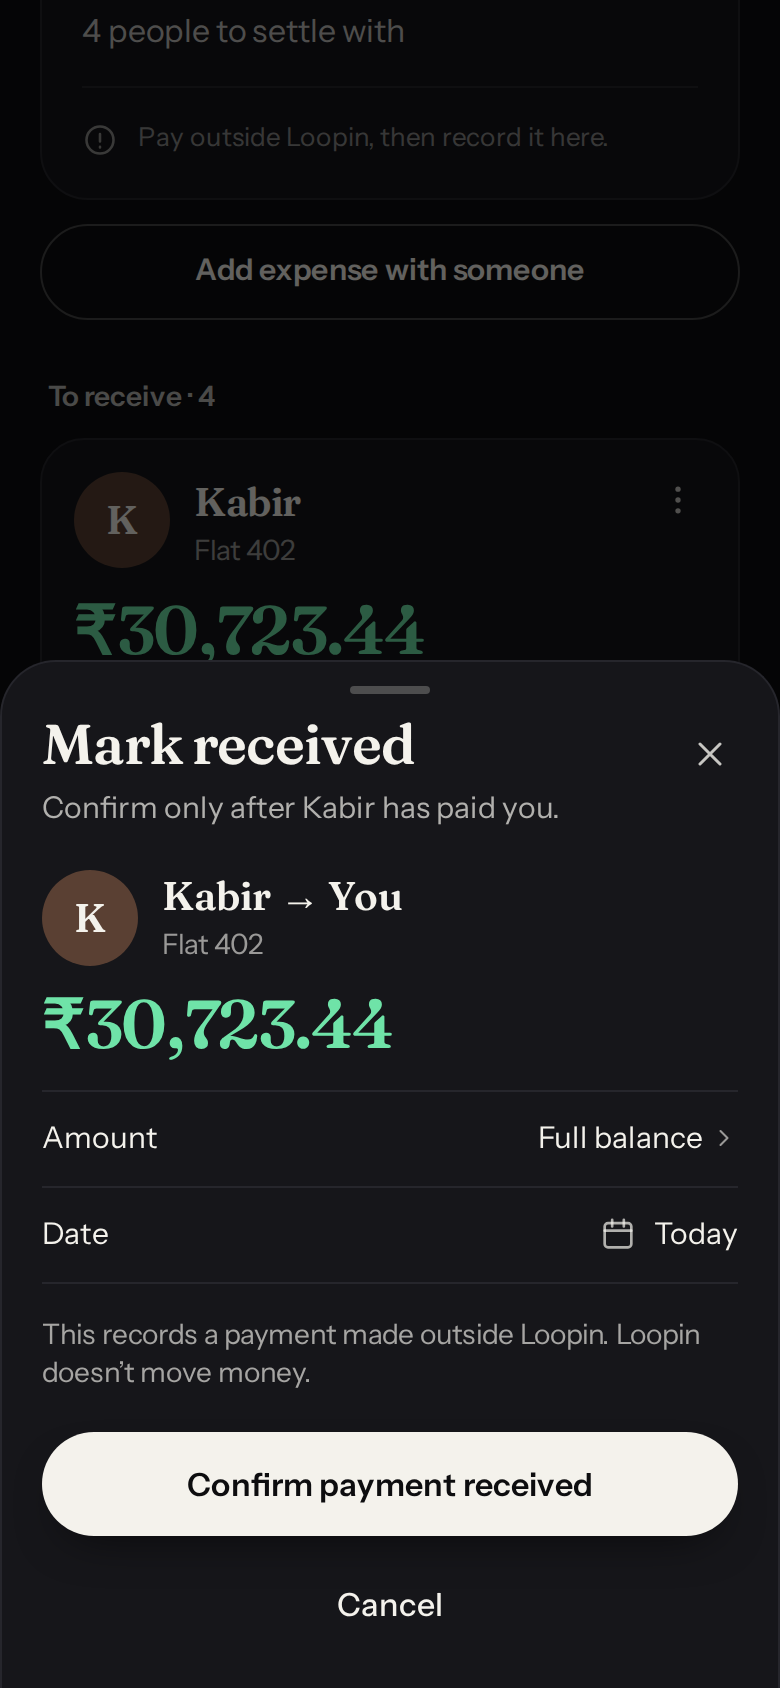 4 people to settle with
Pay outside Loopin, then record it here.
Add expense with someone
To receive · 4
K
Kabir
Flat 402
₹30,723.44
Mark received
Confirm only after Kabir has paid you.
K
Kabir → You
Flat 402
₹30,723.44
Amount
Full balance
Date
Today
This records a payment made outside Loopin. Loopin
doesn’t move money.
Confirm payment received
Cancel